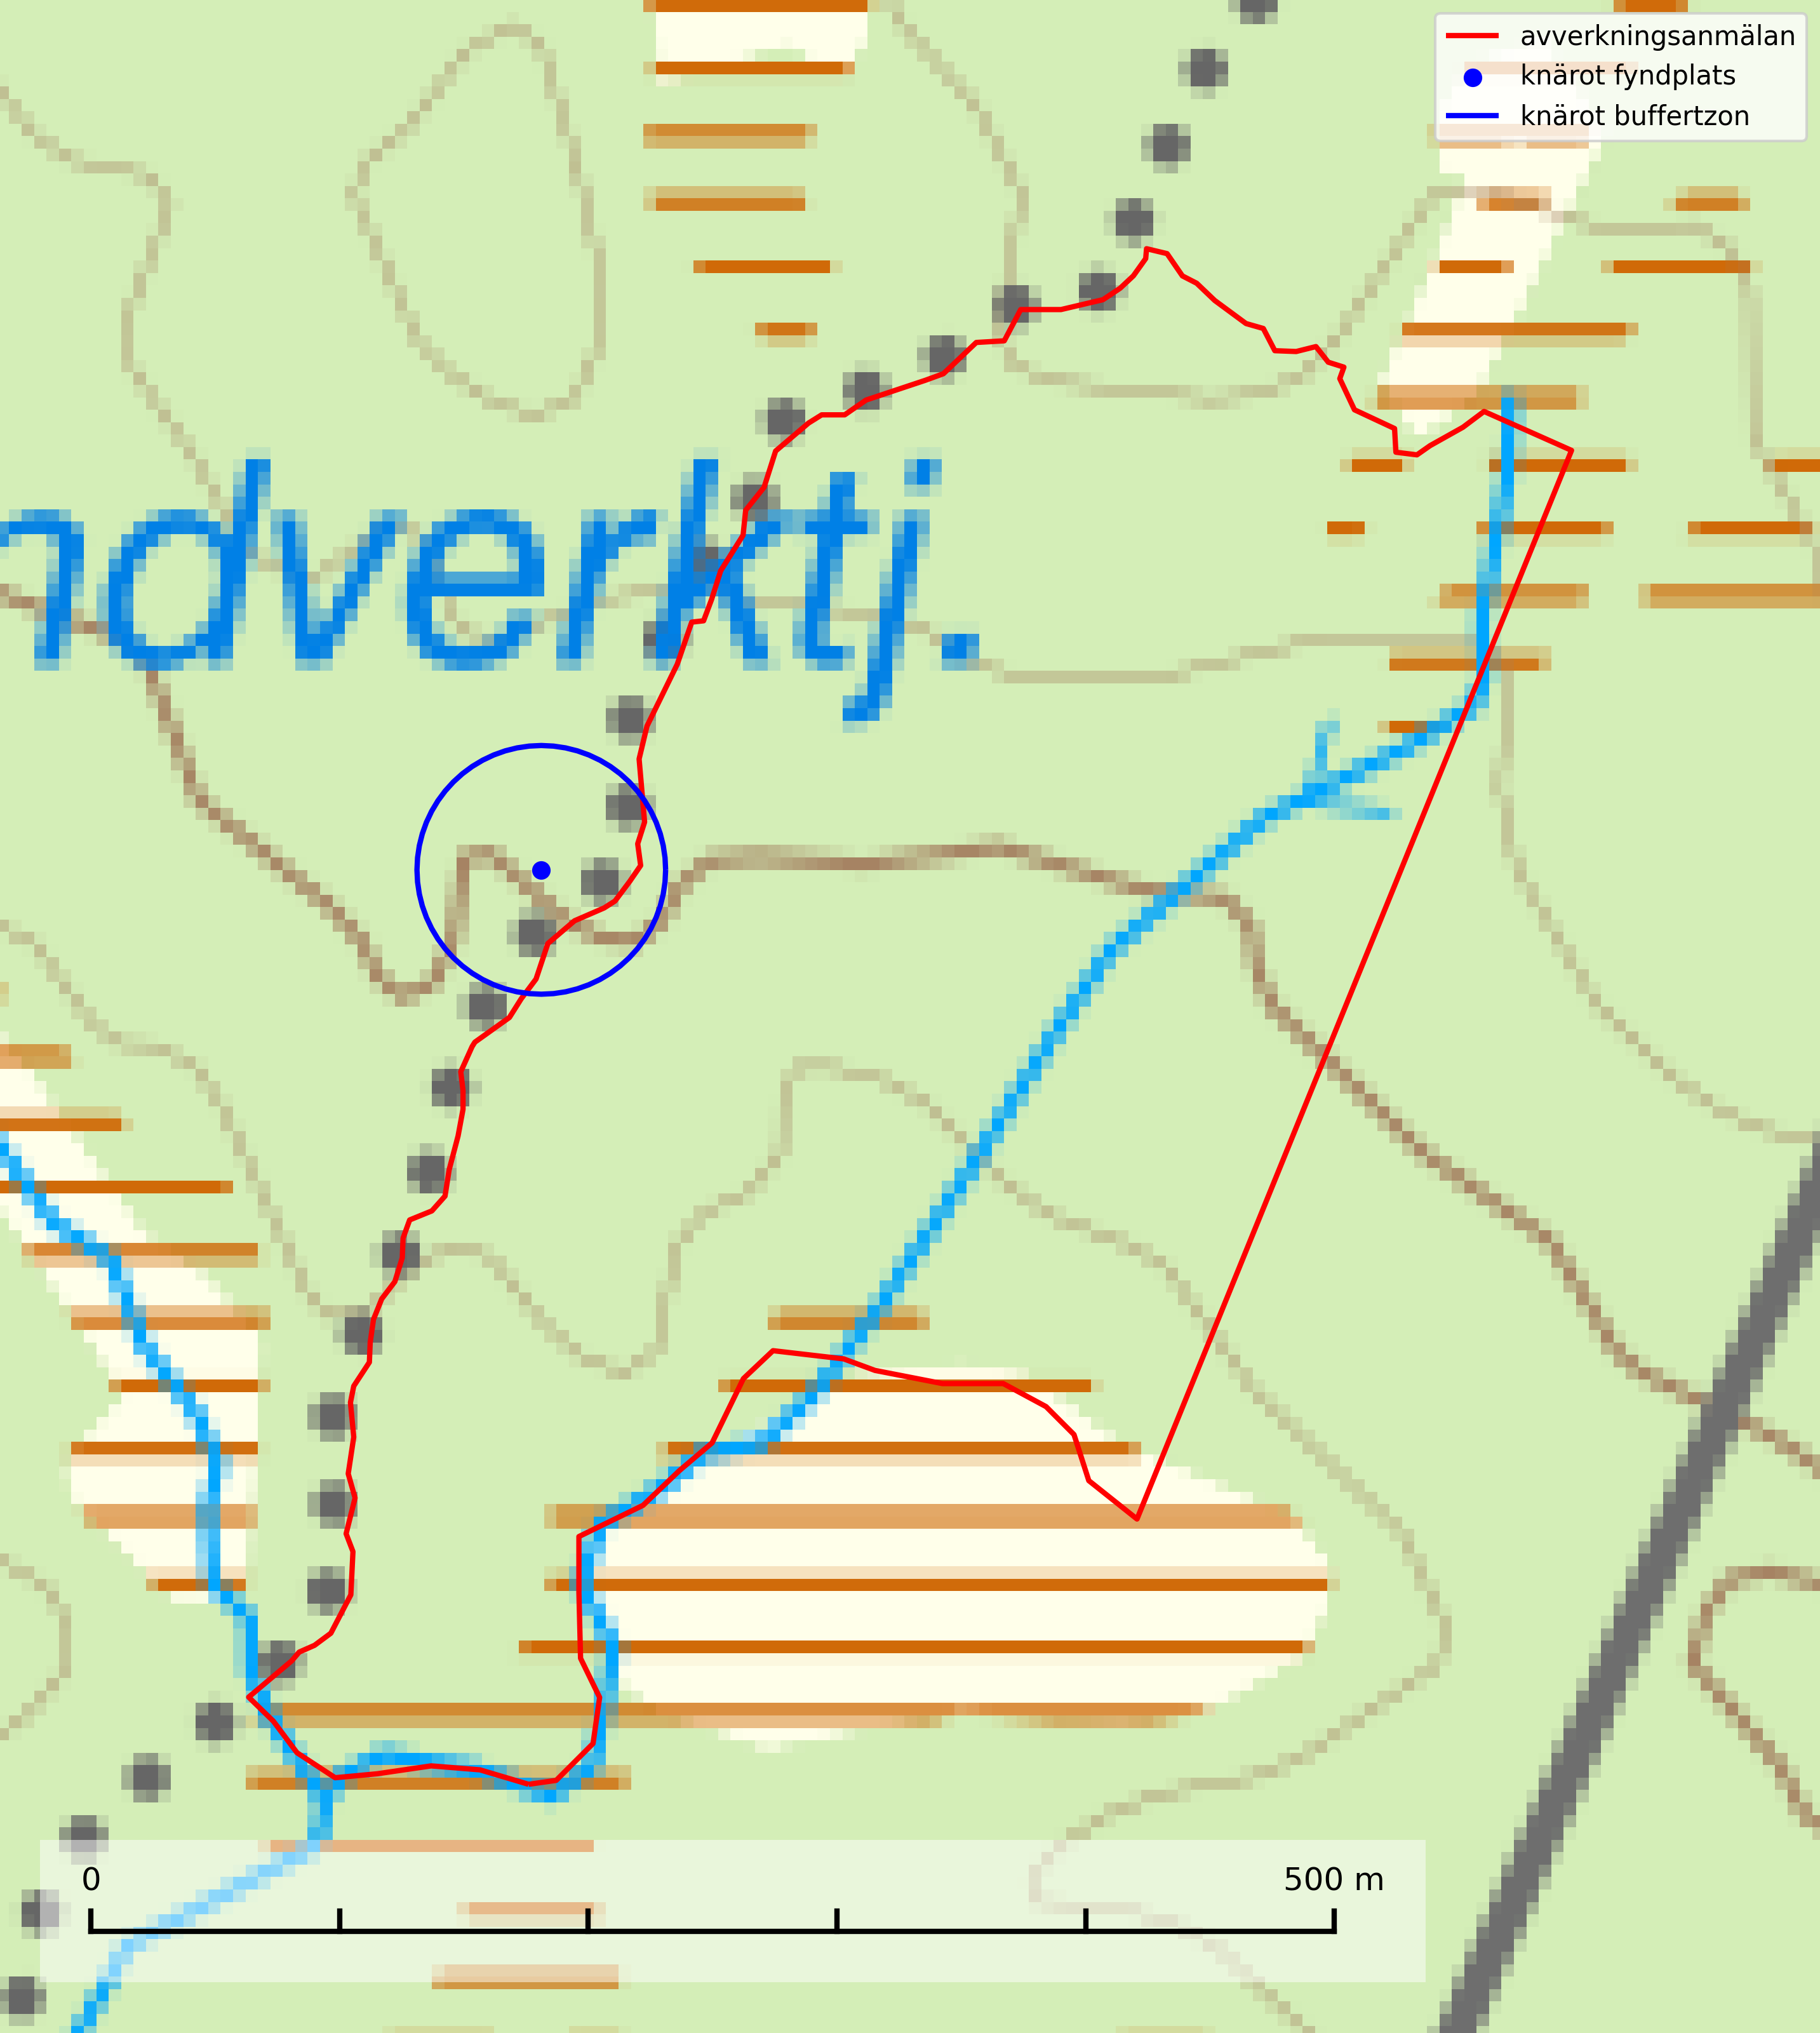 avverkningsanmälan
knärot fyndplats
knärot buffertzon
ndverktj.
0 500 m